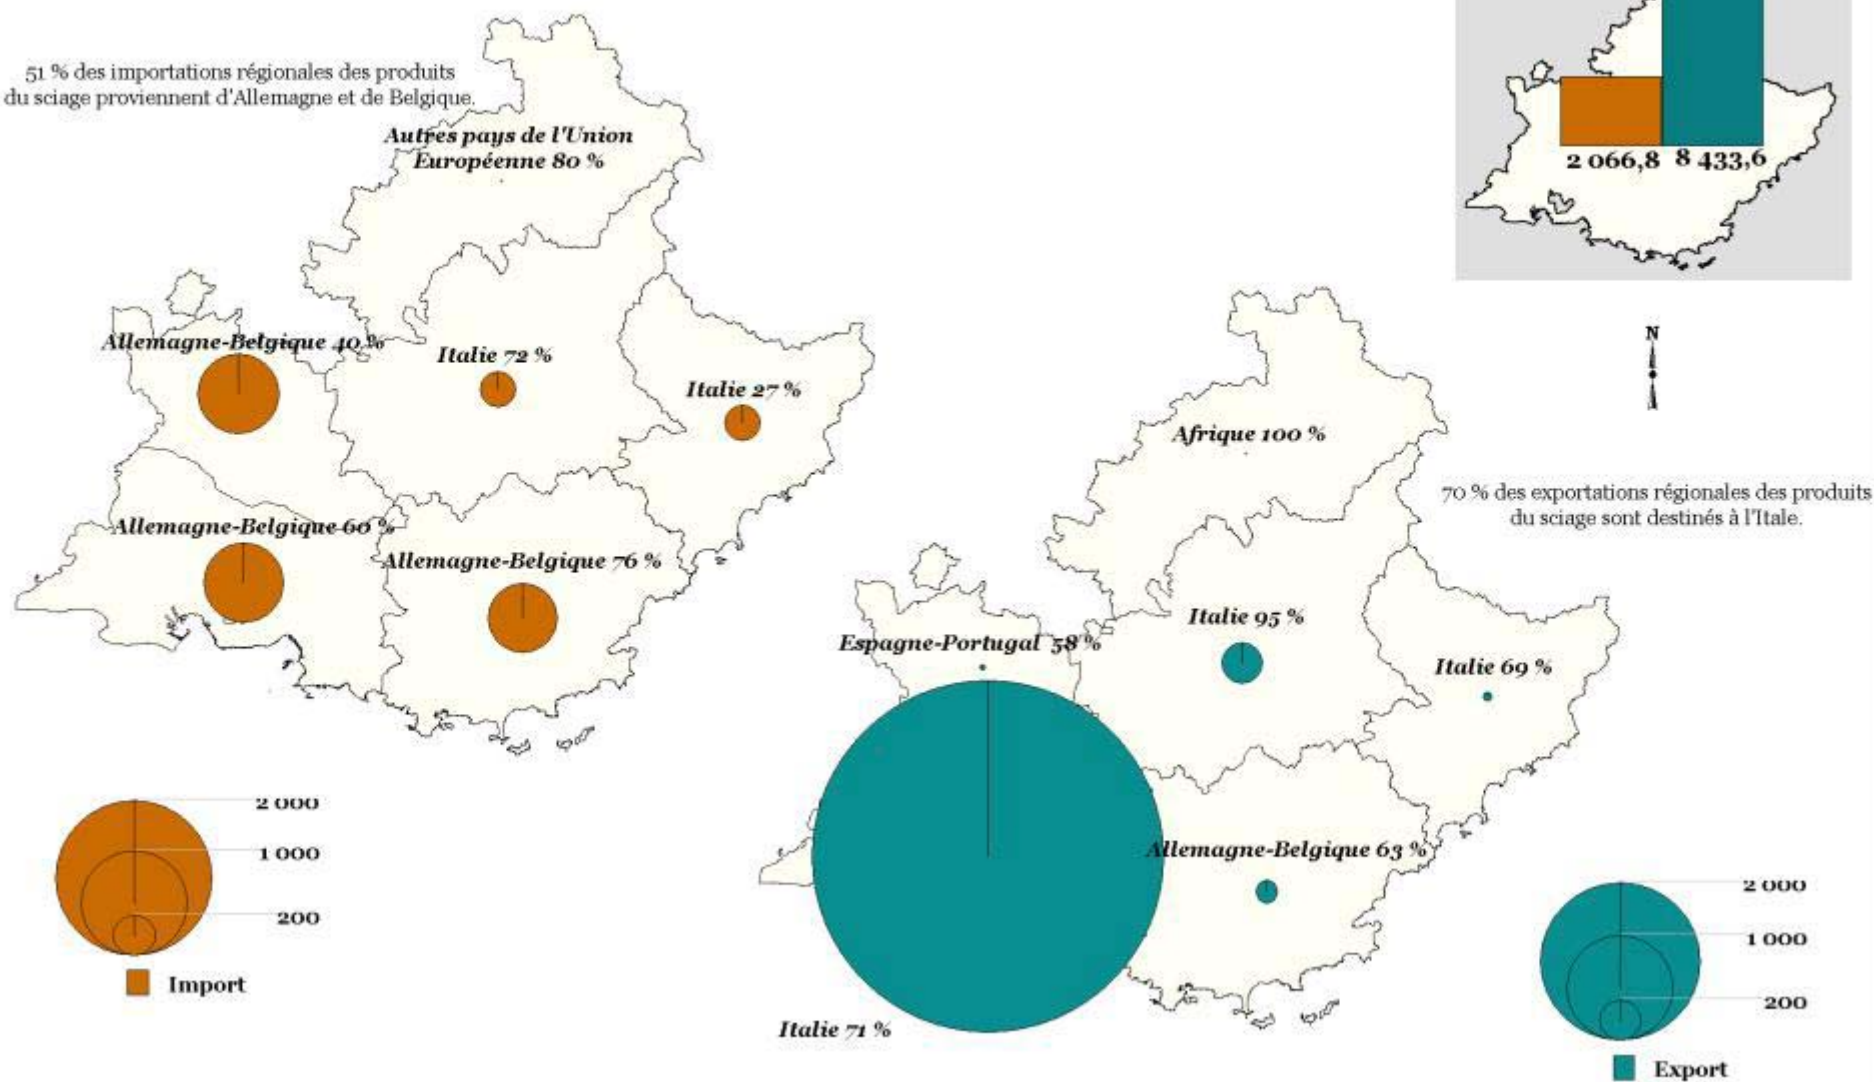 51 % des importations régionales des produits
du sciage proviennent d'Allemagne et de Belgique.
Autres pays de l'Union
Européenne 80 %
Allemagne-Belgique 40 %
Italie 72 %
Italie 27 %
Allemagne-Belgique 60 %
Allemagne-Belgique 76 %
2 000
1 000
200
Import
2 066,8 8 433,6
N
70 % des exportations régionales des produits
du sciage sont destinés à l'Itale.
Afrique 100 %
Italie 95 %
Espagne-Portugal 58 %
Italie 69 %
Allemagne-Belgique 63 %
Italie 71 %
2 000
1 000
200
Export